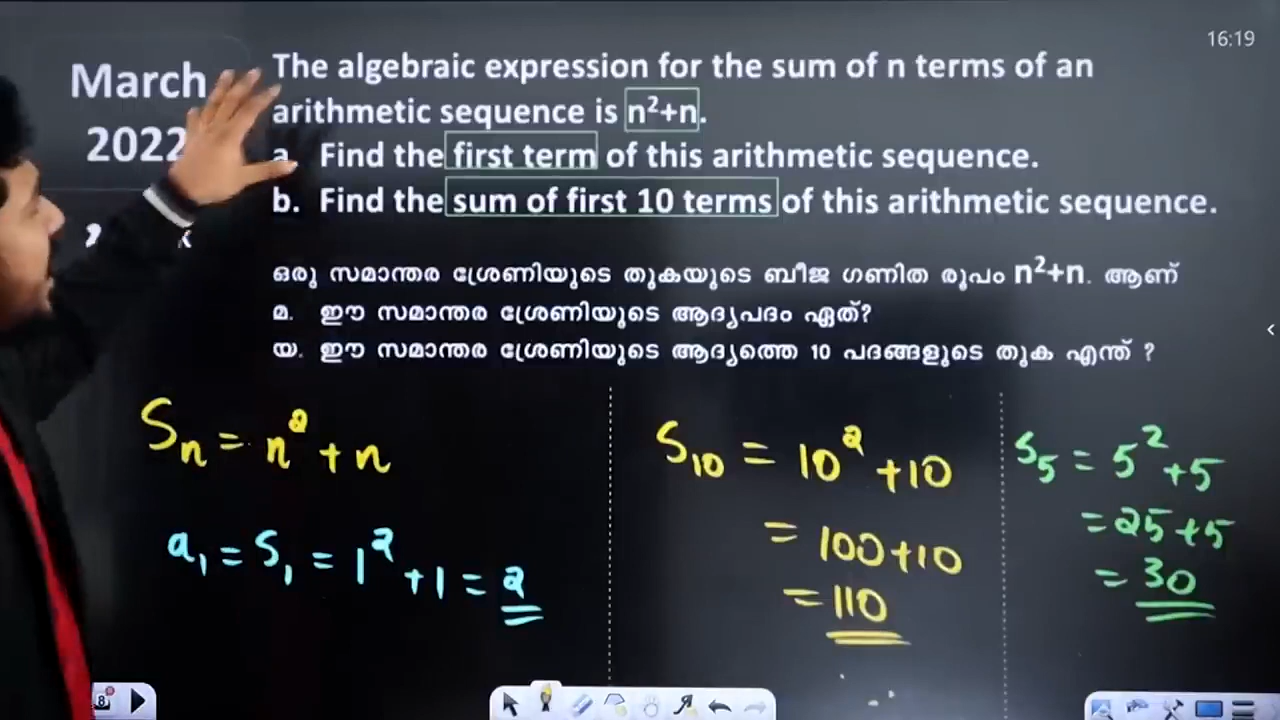 16:19
March
2022
The algebraic expression for the sum of n terms of an
arithmetic sequence is n²+n.
a. Find the first term of this arithmetic sequence.
b. Find the sum of first 10 terms of this arithmetic sequence.
ഒരു സമാന്തര ശ്രേണിയുടെ തുകയുടെ ബീജ ഗണിത രൂപം n²+n. ആണ്
മ. ഈ സമാന്തര ശ്രേണിയുടെ ആദ്യപദം ഏത്?
യ. ഈ സമാന്തര ശ്രേണിയുടെ ആദ്യത്തെ 10 പദങ്ങളുടെ തുക എന്ത് ?
Sₙ = n² + n
a₁ = S₁ = 1² + 1 = 2
S₁₀ = 10² + 10
= 100 + 10
= 110
S₅ = 5² + 5
= 25 + 5
= 30